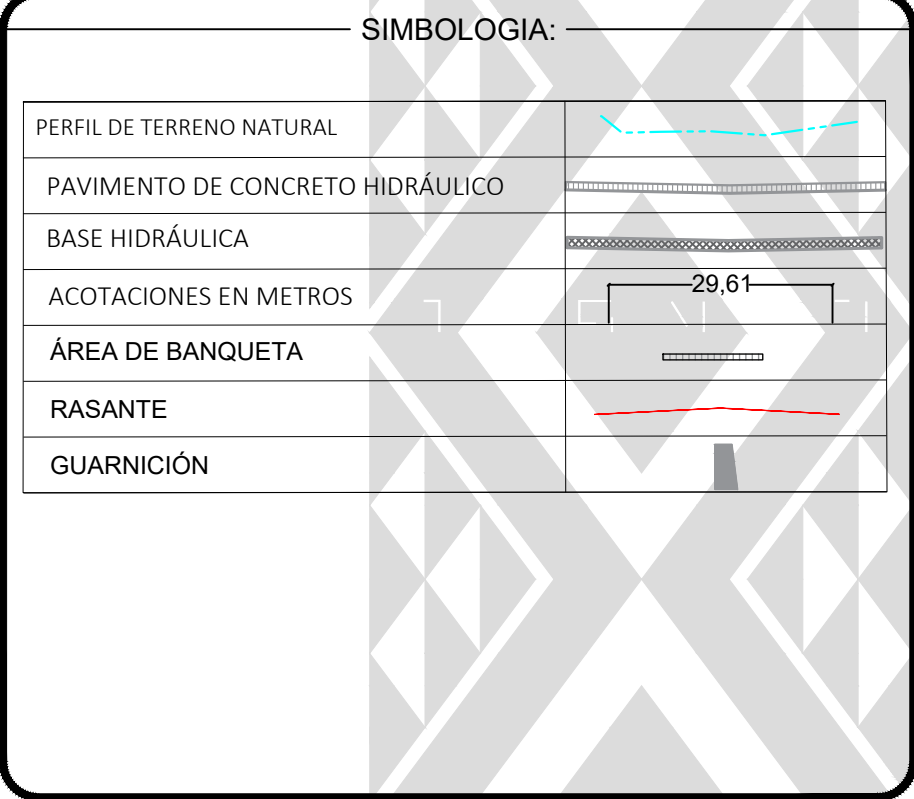 SIMBOLOGIA:
PERFIL DE TERRENO NATURAL
PAVIMENTO DE CONCRETO HIDRÁULICO
BASE HIDRÁULICA
ACOTACIONES EN METROS
29,61
ÁREA DE BANQUETA
RASANTE
GUARNICIÓN